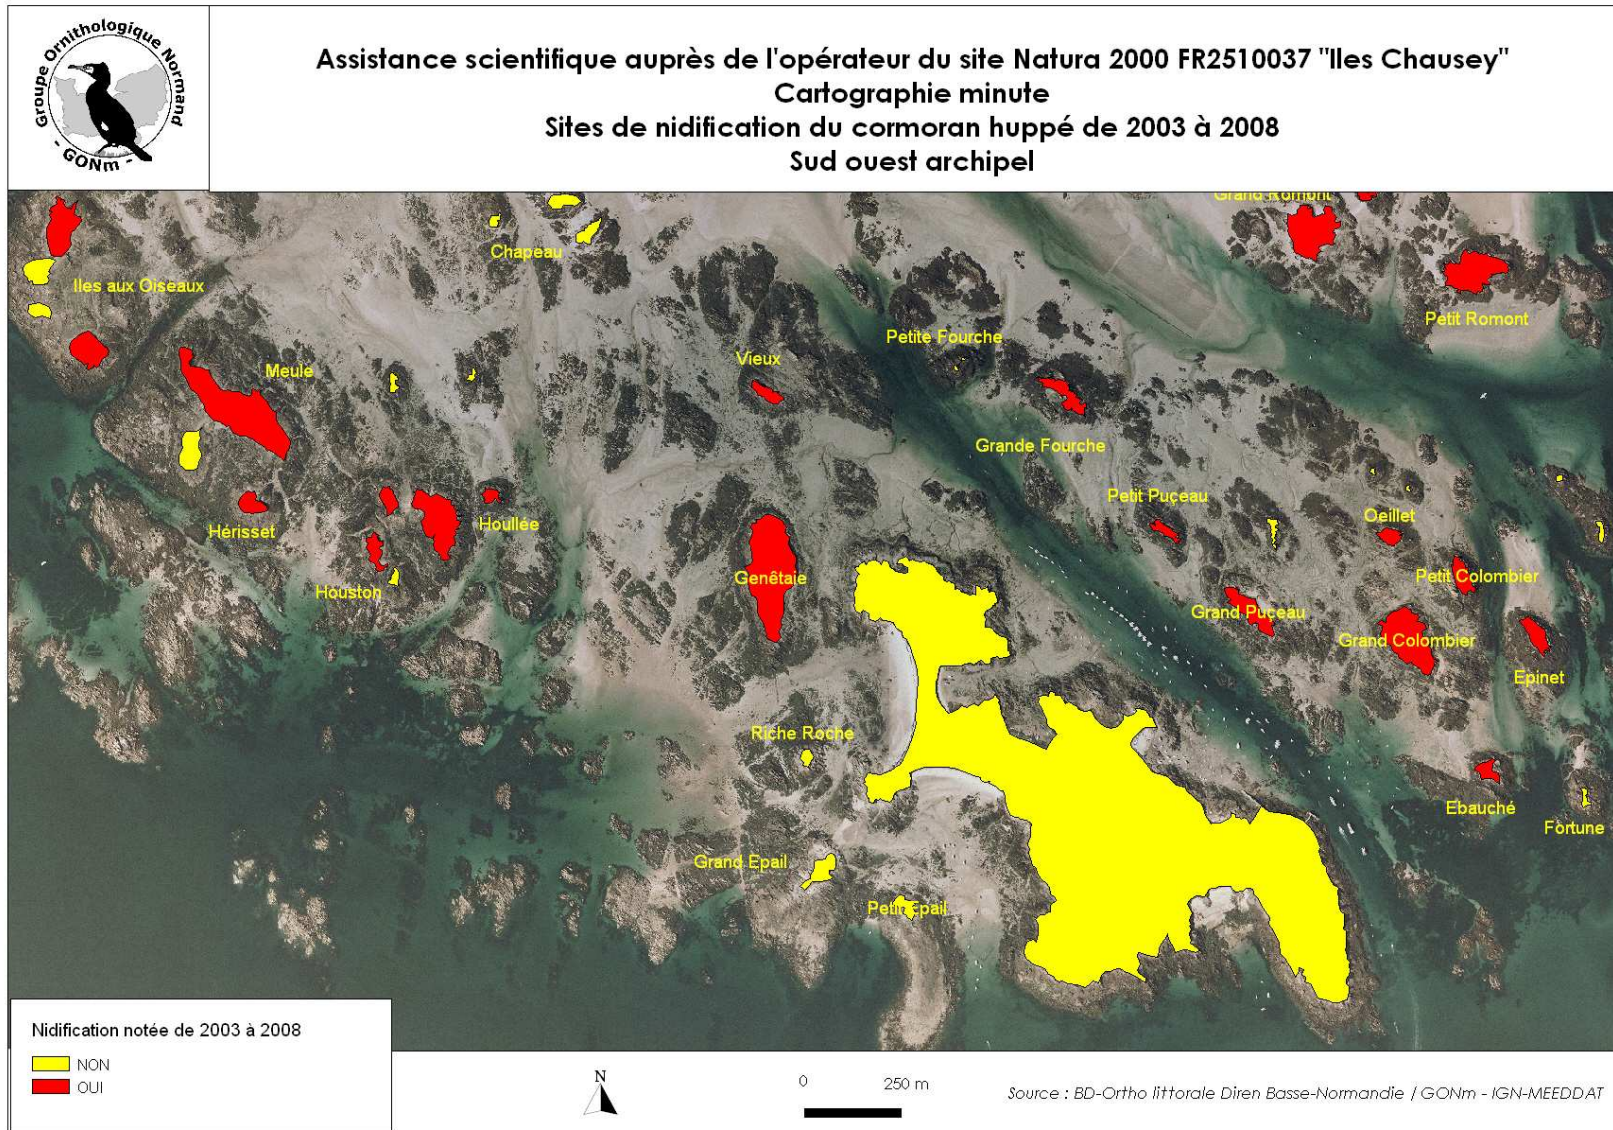 Groupe Ornithologique Normand
- GONm -
Assistance scientifique auprès de l'opérateur du site Natura 2000 FR2510037 "Iles Chausey"
Cartographie minute
Sites de nidification du cormoran huppé de 2003 à 2008
Sud ouest archipel
Grand Romont
Chapeau
Iles aux Oiseaux
Petit Romont
Petite Fourche
Vieux
Meule
Grande Fourche
Petit Puçeau
Oeillet
Houllée
Hérisset
Petit Colombier
Genêtaie
Houston
Grand Puçeau
Grand Colombier
Epinet
Riche Roche
Ebauché
Fortune
Grand Epail
Petit Epail
Nidification notée de 2003 à 2008
NON
OUI
N
0 250 m
Source : BD-Ortho littorale Diren Basse-Normandie / GONm - IGN-MEEDDAT